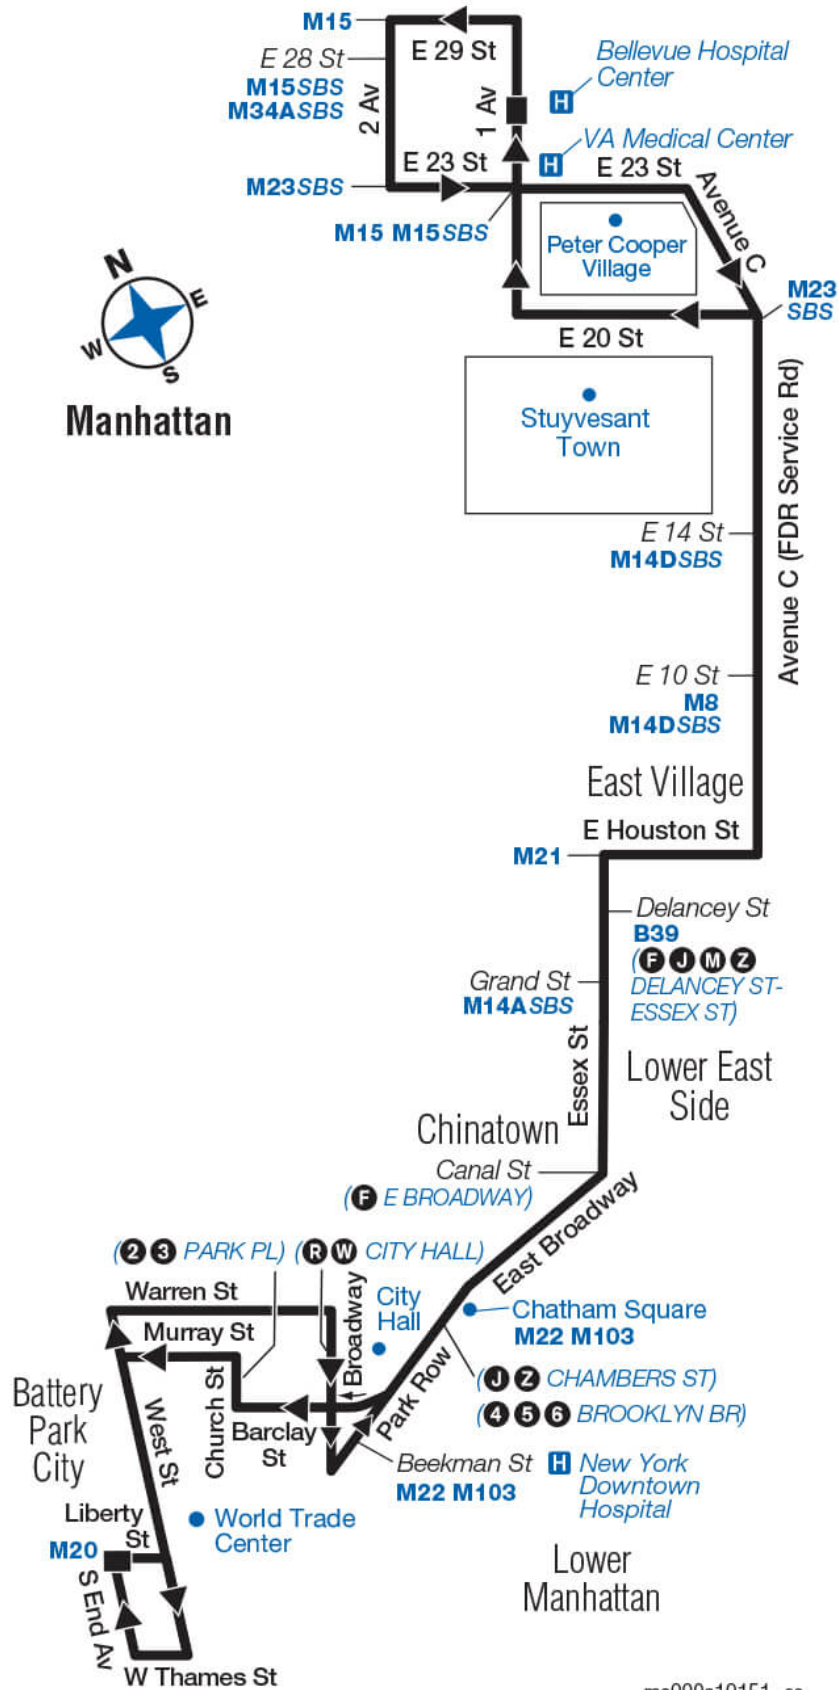 M15
E 29 St
E 28 St
M15SBS
M34ASBS
2 Av
1 Av
Bellevue Hospital
Center
H
VA Medical Center
H
E 23 St
E 23 St
M23SBS
Avenue C
M15 M15SBS
Peter Cooper
Village
M23
SBS
N
E
W
S
Manhattan
E 20 St
Stuyvesant
Town
Avenue C (FDR Service Rd)
E 14 St
M14DSBS
E 10 St
M8
M14DSBS
East Village
E Houston St
M21
Delancey St
B39
(F J M Z
DELANCEY ST-
ESSEX ST)
Grand St
M14ASBS
Essex St
Lower East
Side
Chinatown
Canal St
(F E BROADWAY)
East Broadway
(2 3 PARK PL) (R W CITY HALL)
Warren St
Broadway
City
Hall
Chatham Square
M22 M103
Murray St
Park Row
(J Z CHAMBERS ST)
(4 5 6 BROOKLYN BR)
Battery
Park
City
West St
Church St
Barclay
St
Beekman St
M22 M103
H New York
Downtown
Hospital
Liberty
St
World Trade
Center
M20
S End Av
Lower
Manhattan
W Thames St